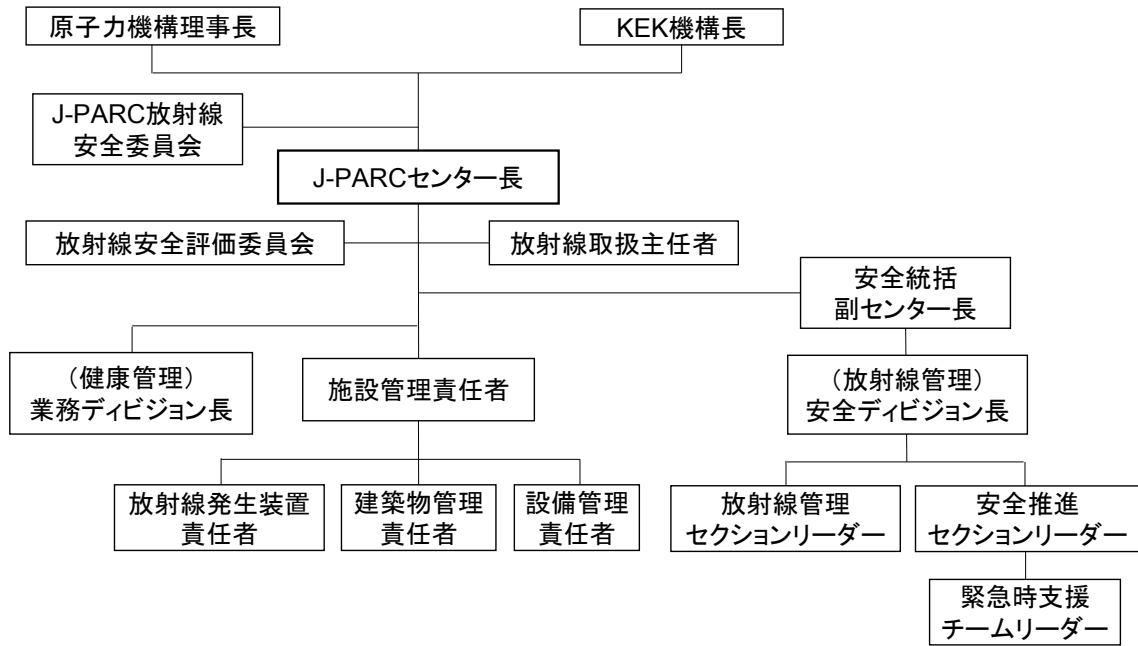 原子力機構理事長
KEK機構長
J-PARC放射線
安全委員会
J-PARCセンター長
放射線安全評価委員会
放射線取扱主任者
安全統括
副センター長
（健康管理）
業務ディビジョン長
施設管理責任者
（放射線管理）
安全ディビジョン長
放射線発生装置
責任者
建築物管理
責任者
設備管理
責任者
放射線管理
セクションリーダー
安全推進
セクションリーダー
緊急時支援
チームリーダー